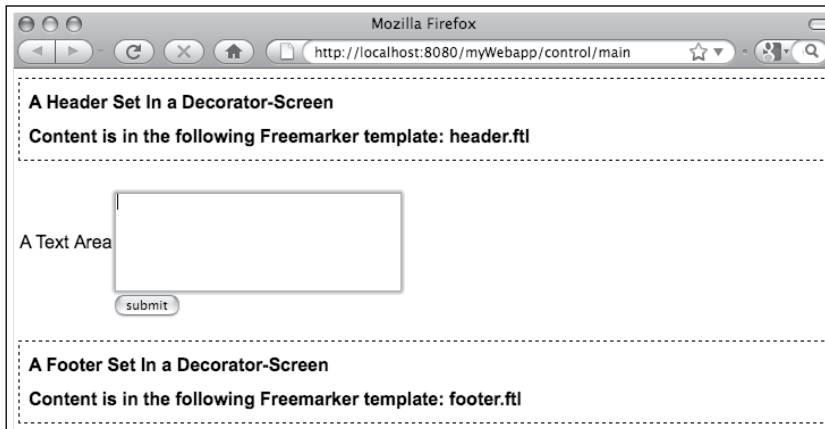 Mozilla Firefox
http://localhost:8080/myWebapp/control/main
A Header Set In a Decorator-Screen
Content is in the following Freemarker template: header.ftl
A Text Area
submit
A Footer Set In a Decorator-Screen
Content is in the following Freemarker template: footer.ftl